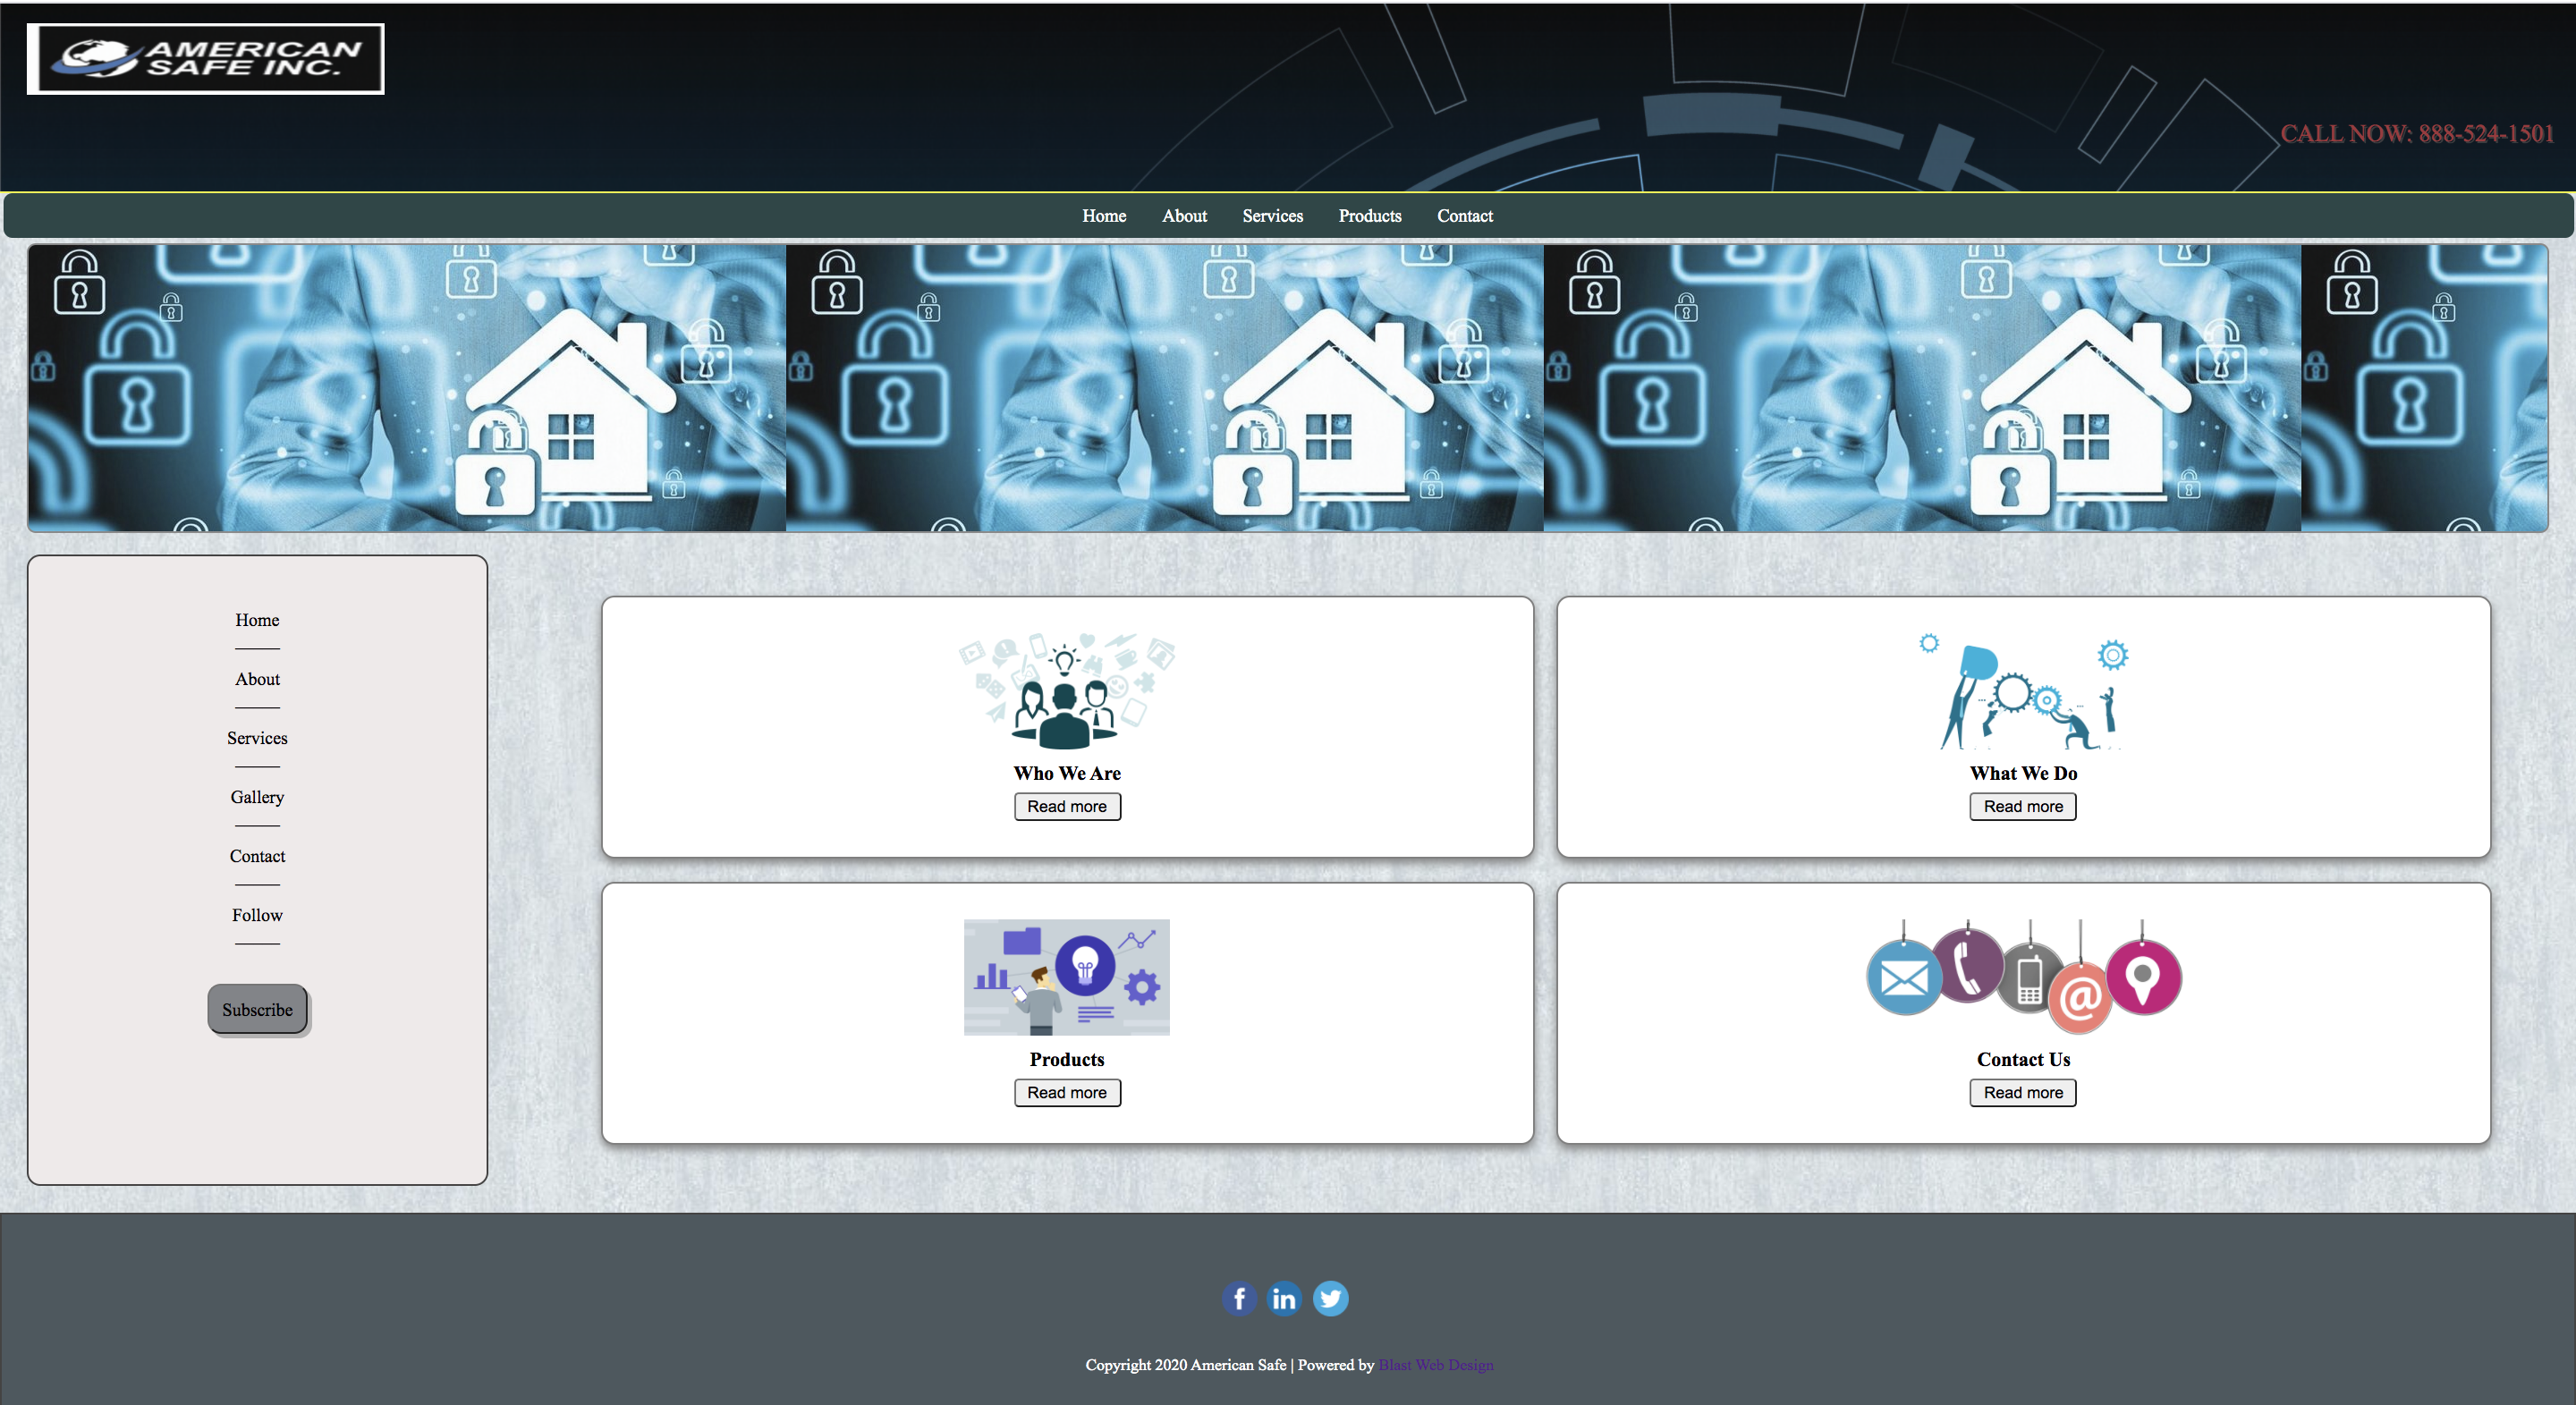 AMERICAN
SAFE INC.
CALL NOW: 888-524-1501
Home About Services Products Contact
Home
About
Services
Gallery
Contact
Follow
Subscribe
Who We Are
Read more
What We Do
Read more
Products
Read more
@
Contact Us
Read more
f in
Copyright 2020 American Safe | Powered by Blast Web Design